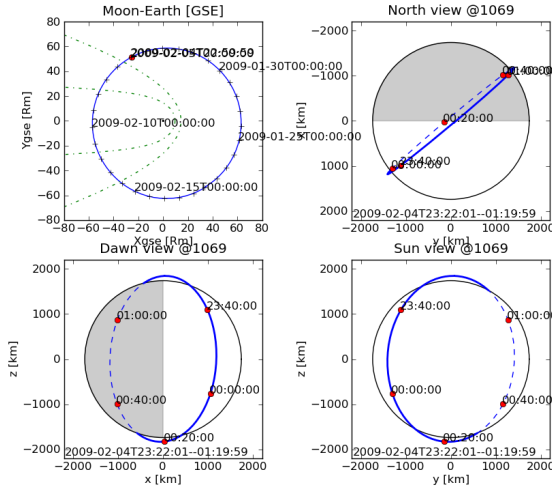 Moon-Earth [GSE]
80
60
40
20
0
−20
−40
−60
−80
Ygse [Rm]
2009-01-30T00:00:00
2009-02-10T00:00:00
2009-01-25T00:00:00
2009-02-15T00:00:00
−80 −60 −40 −20 0 20 40 60 80
Xgse [Rm]
North view @1069
−2000
−1000
0
1000
2000
x
00:40:00
01:00:00
00:20:00
23:40:00
00:00:00
2009-02-04T23:22:01--01:19:59
−2000 −1000 0 1000 2000
y [km]
Dawn view @1069
2000
1000
0
−1000
−2000
z [km]
23:40:00
01:00:00
00:00:00
00:40:00
00:20:00
2009-02-04T23:22:01--01:19:59
−2000 −1000 0 1000 2000
x [km]
Sun view @1069
2000
1000
0
−1000
−2000
z [km]
23:40:00
01:00:00
00:00:00
00:40:00
00:20:00
2009-02-04T23:22:01--01:19:59
−2000 −1000 0 1000 2000
y [km]